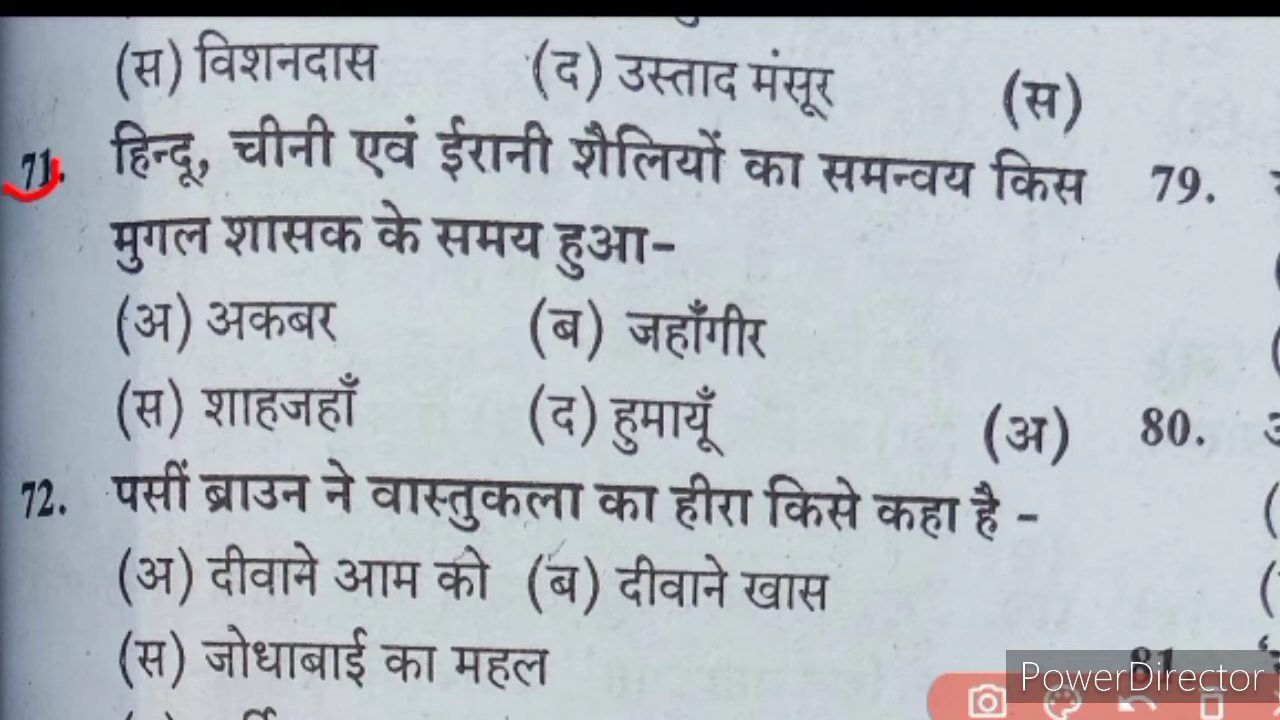 (स) विशनदास (द) उस्ताद मंसूर (स)
71. हिन्दू, चीनी एवं ईरानी शैलियों का समन्वय किस
मुगल शासक के समय हुआ-
(अ) अकबर (ब) जहाँगीर
(स) शाहजहाँ (द) हुमायूँ (अ)
72. पर्सी ब्राउन ने वास्तुकला का हीरा किसे कहा है -
(अ) दीवाने आम को (ब) दीवाने खास
(स) जोधाबाई का महल
79.
80.
81
PowerDirector